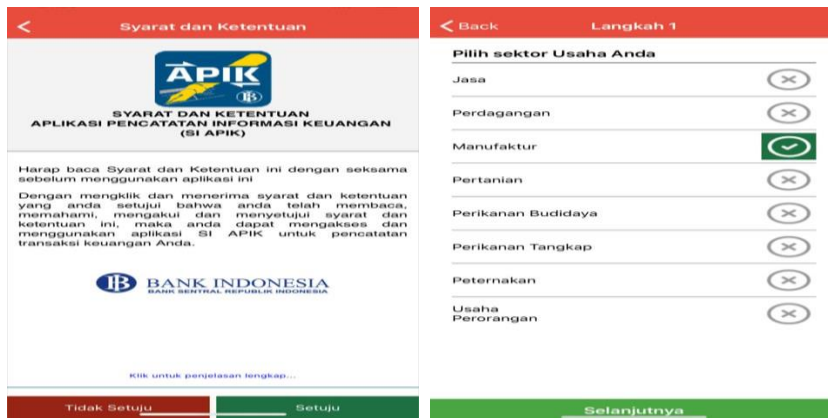 Syarat dan Ketentuan
APIK
SYARAT DAN KETENTUAN
APLIKASI PENCATATAN INFORMASI KEUANGAN
(SI APIK)
Harap baca Syarat dan Ketentuan ini dengan seksama
sebelum menggunakan aplikasi ini
Dengan mengklik dan menerima syarat dan ketentuan
yang anda setujui bahwa anda telah membaca,
memahami, mengakui dan menyetujui syarat dan
ketentuan ini, maka anda dapat mengakses dan
menggunakan aplikasi SI APIK untuk pencatatan
transaksi keuangan Anda.
BANK INDONESIA
BANK SENTRAL REPUBLIK INDONESIA
Klik untuk penjelasan lengkap...
Tidak Setuju
Setuju
Back
Langkah 1
Pilih sektor Usaha Anda
Jasa
Perdagangan
Manufaktur
Pertanian
Perikanan Budidaya
Perikanan Tangkap
Peternakan
Usaha
Perorangan
Selanjutnya